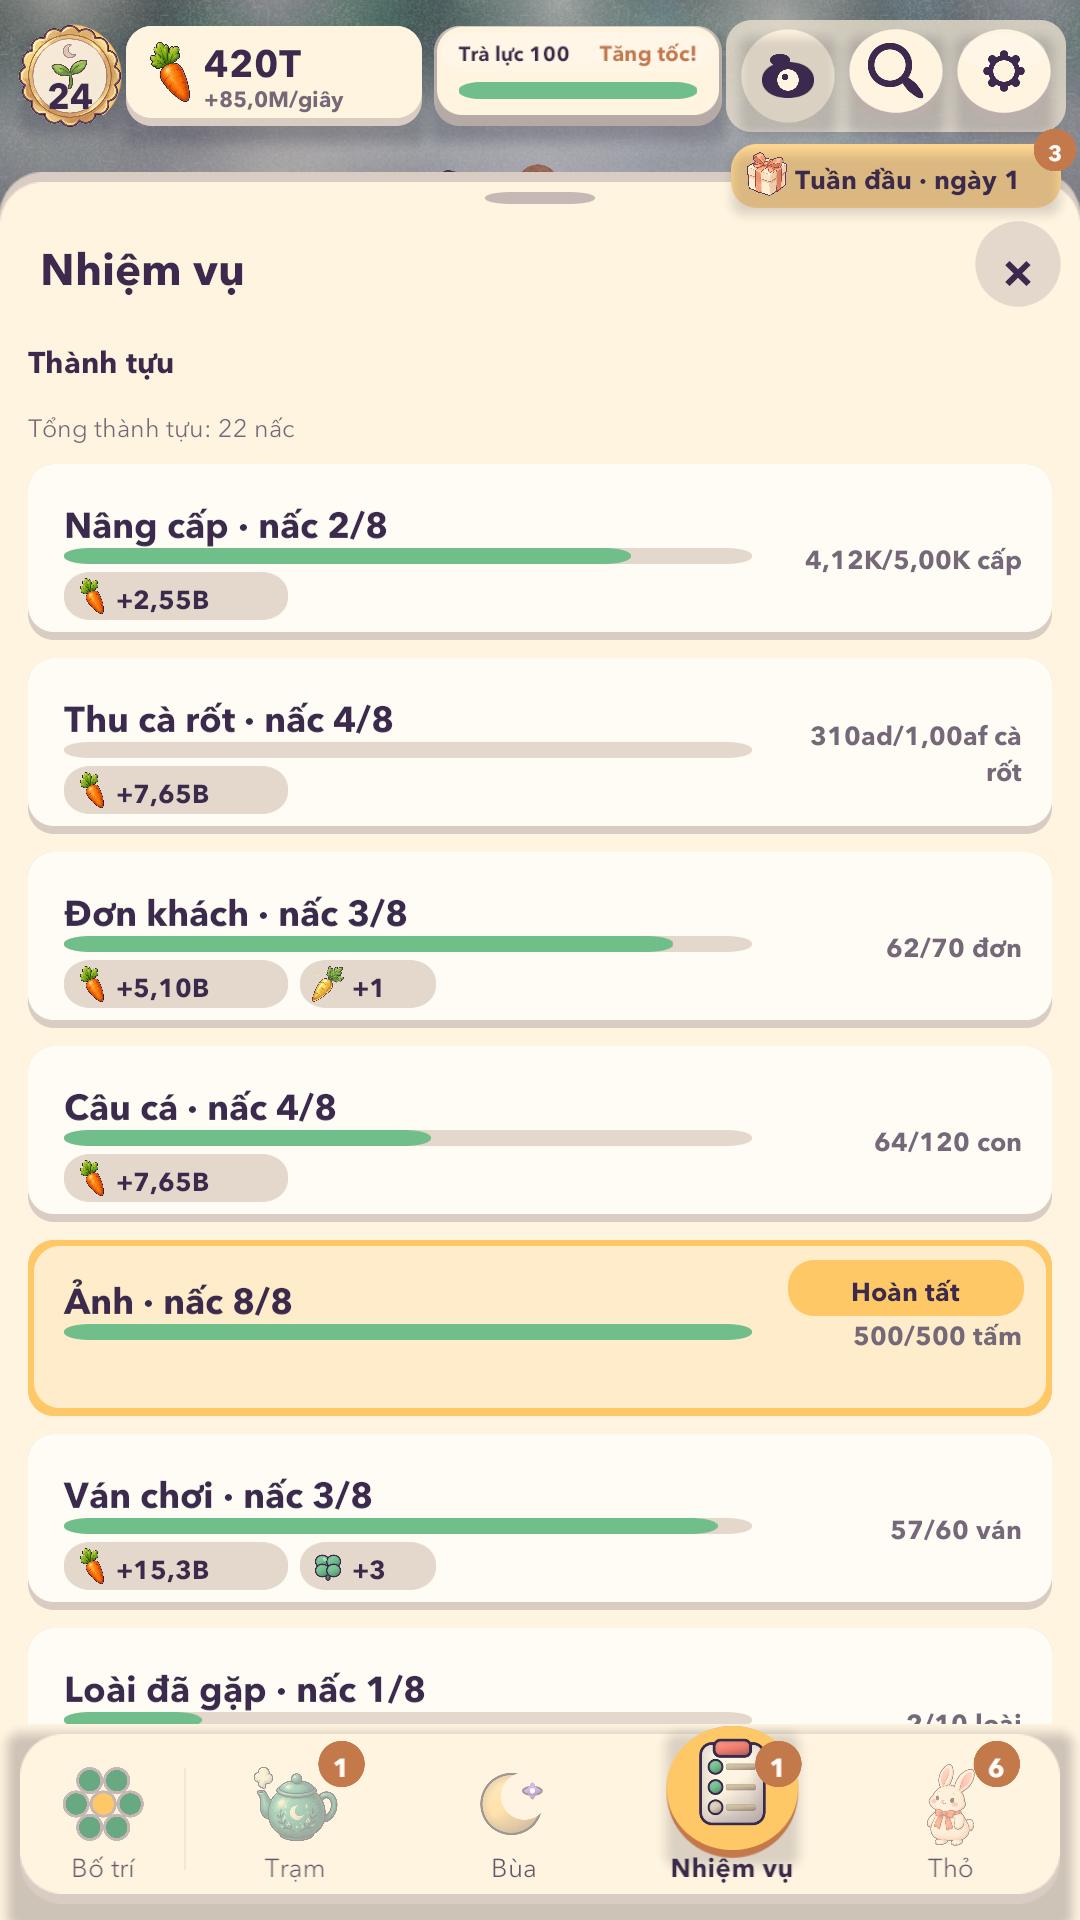 24
420T
+85,0M/giây
Trà lực 100
Tăng tốc!
3
Tuần đầu · ngày 1
Nhiệm vụ
×
Thành tựu
Tổng thành tựu: 22 nấc
Nâng cấp · nấc 2/8
4,12K/5,00K cấp
+2,55B
Thu cà rốt · nấc 4/8
310ad/1,00af cà
rốt
+7,65B
Đơn khách · nấc 3/8
62/70 đơn
+5,10B
+1
Câu cá · nấc 4/8
64/120 con
+7,65B
Ảnh · nấc 8/8
Hoàn tất
500/500 tấm
Ván chơi · nấc 3/8
57/60 ván
+15,3B
+3
Loài đã gặp · nấc 1/8
2/10 loài
1
1
6
Bố trí
Trạm
Bùa
Nhiệm vụ
Thỏ